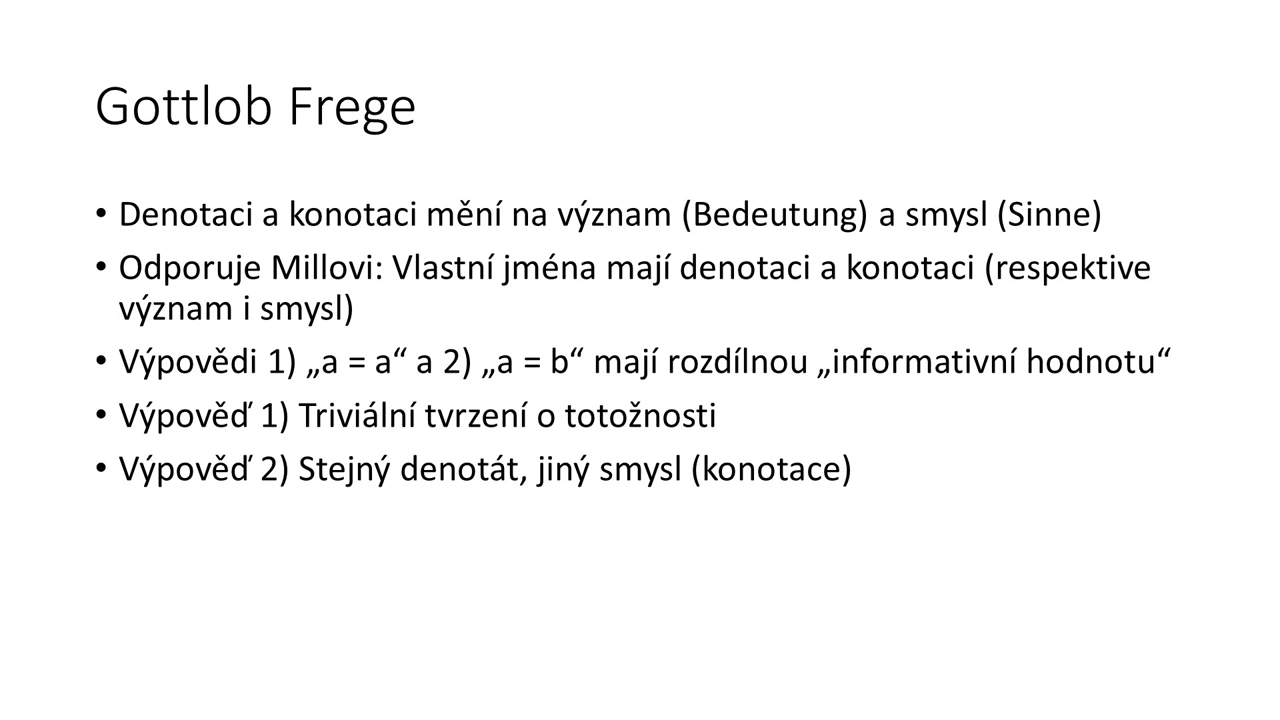 Gottlob Frege
• Denotaci a konotaci mění na význam (Bedeutung) a smysl (Sinne)
• Odporuje Millovi: Vlastní jména mají denotaci a konotaci (respektive
význam i smysl)
• Výpovědi 1) „a = a“ a 2) „a = b“ mají rozdílnou „informativní hodnotu“
• Výpověď 1) Triviální tvrzení o totožnosti
• Výpověď 2) Stejný denotát, jiný smysl (konotace)